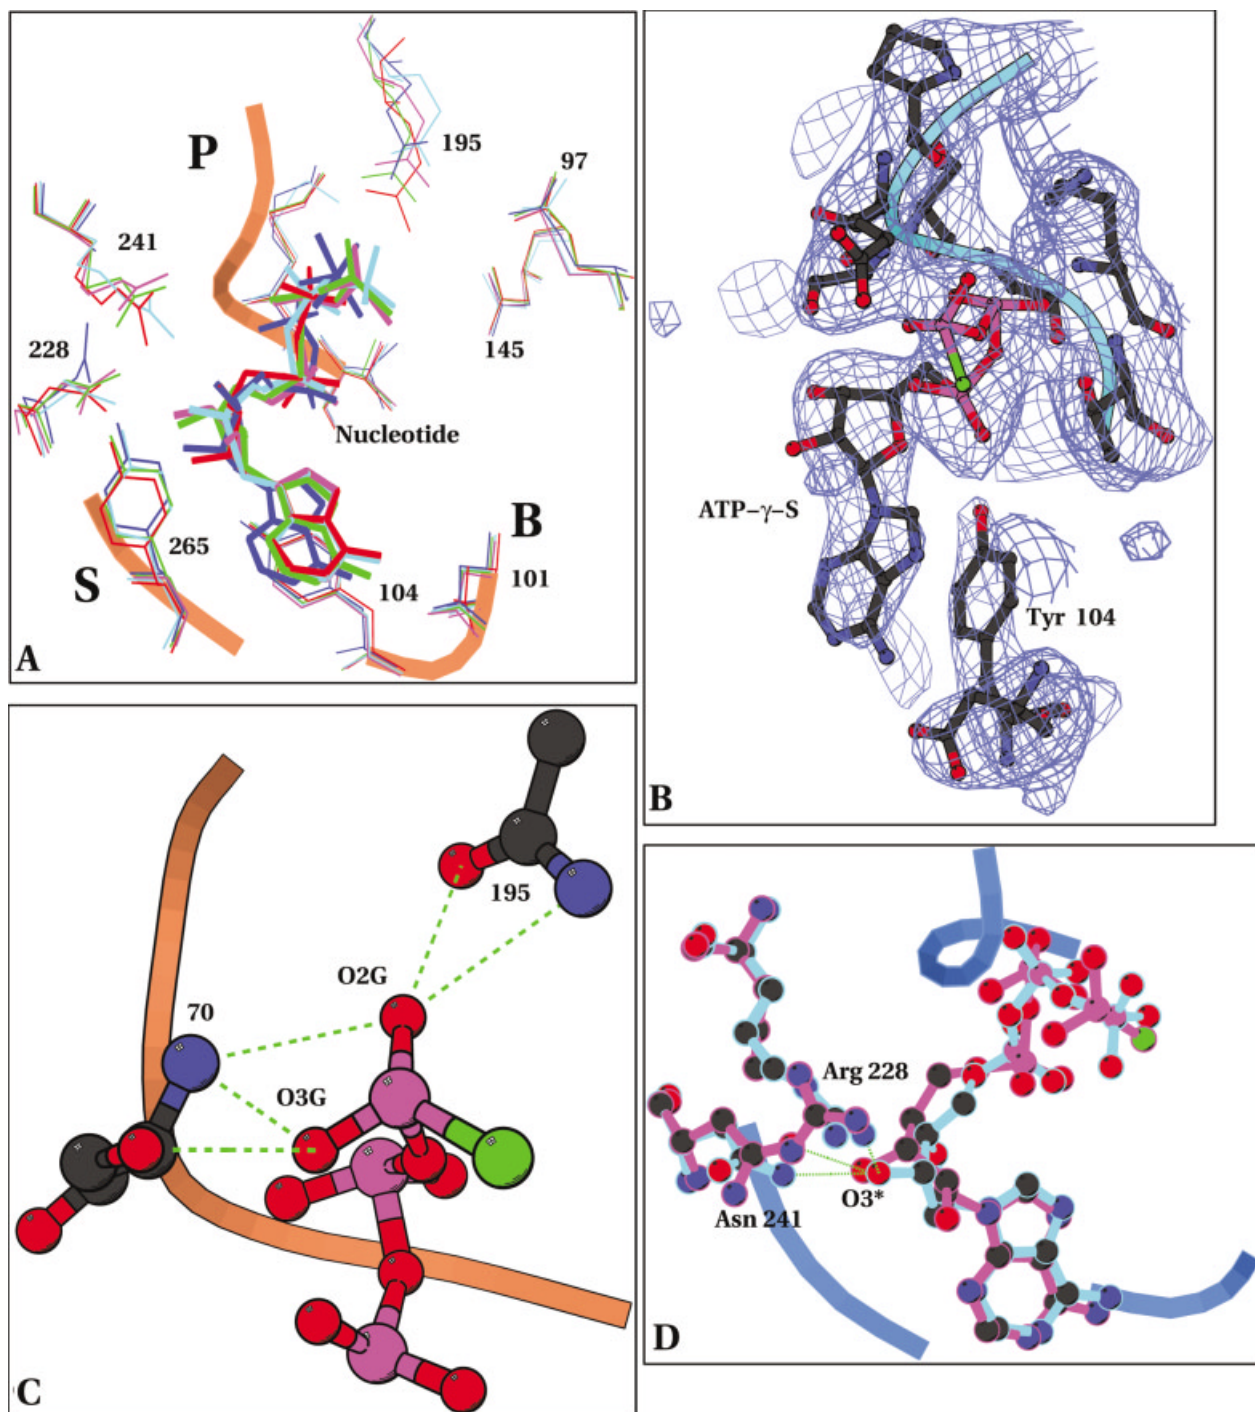 P
195
97
241
145
228
Nucleotide
B
265
S
104
101
A
ATP–γ–S
Tyr 104
B
195
O2G
70
O3G
C
Arg 228
O3*
Asn 241
D